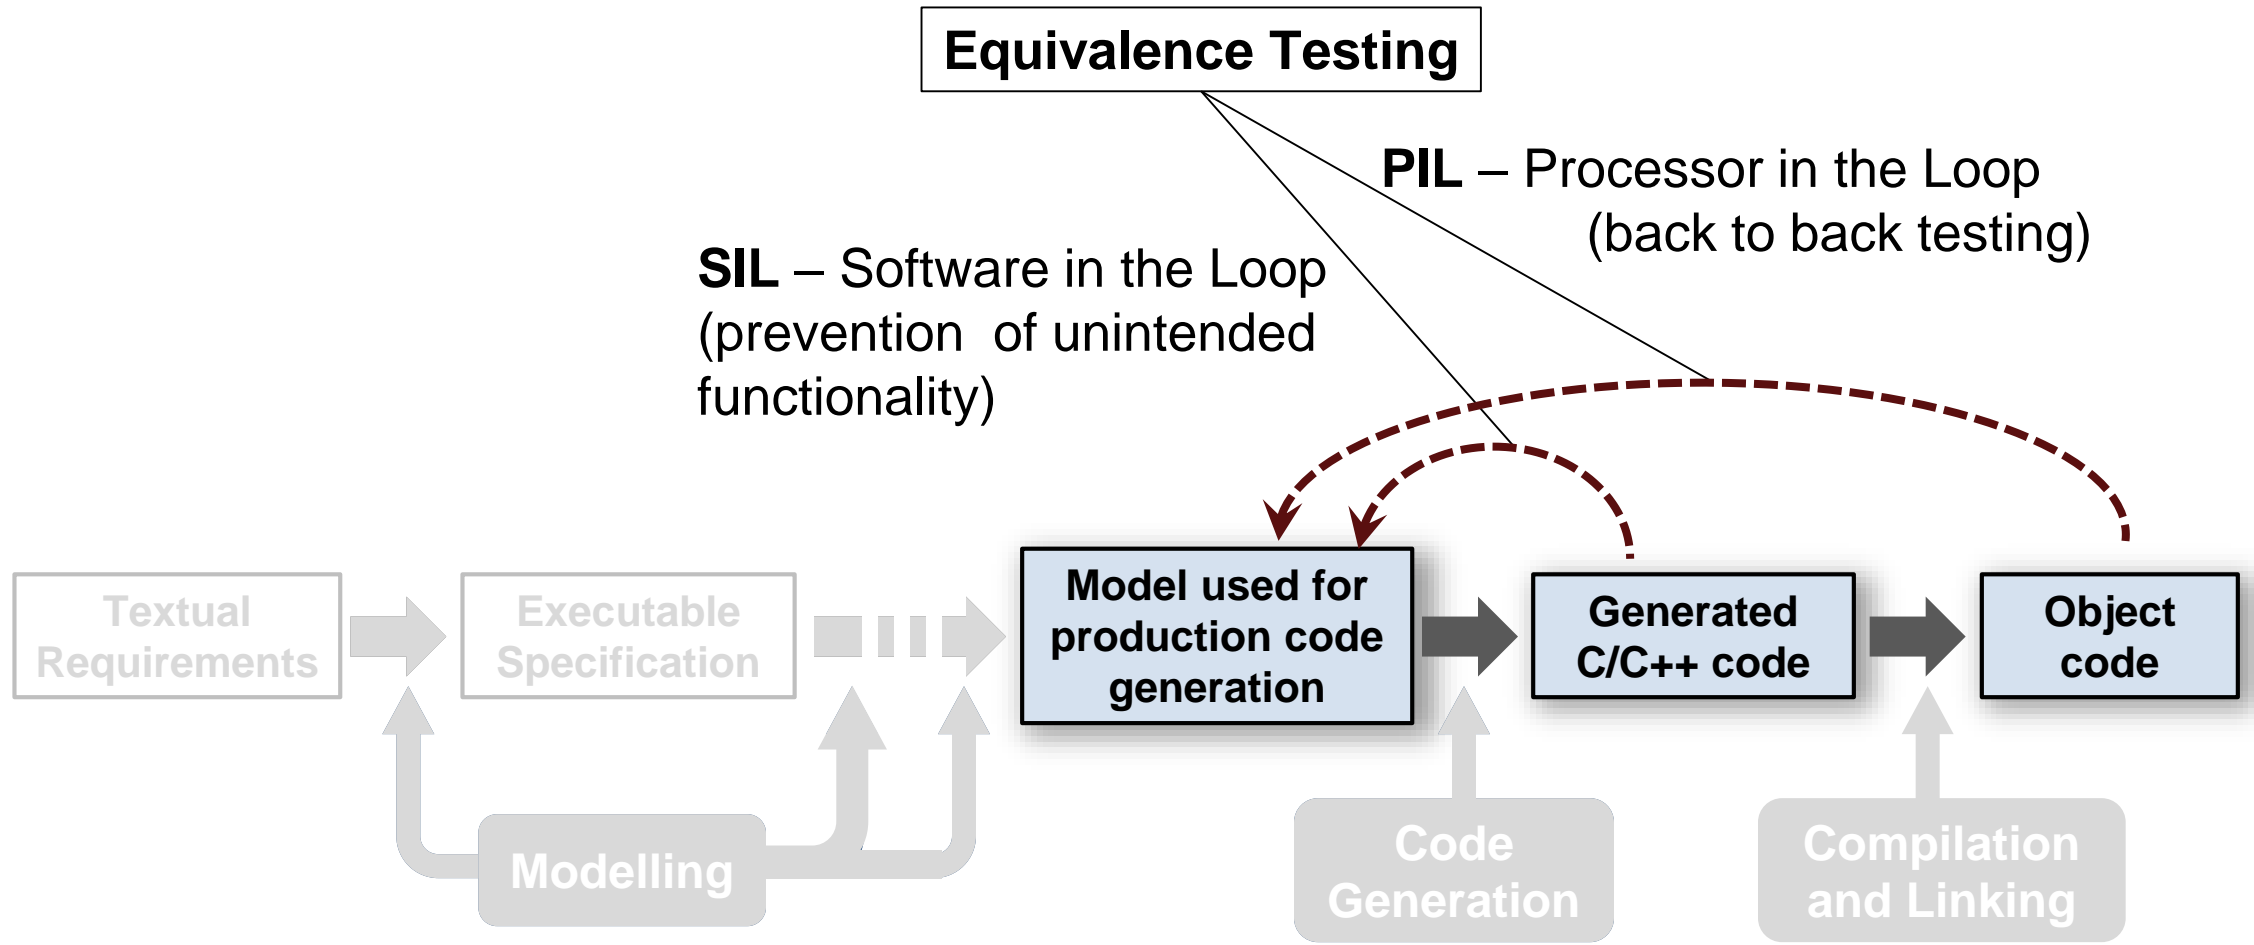 Equivalence Testing
PIL – Processor in the Loop
(back to back testing)
SIL – Software in the Loop
(prevention of unintended
functionality)
Textual
Requirements
Executable
Specification
Model used for
production code
generation
Generated
C/C++ code
Object
code
Modelling
Code
Generation
Compilation
and Linking